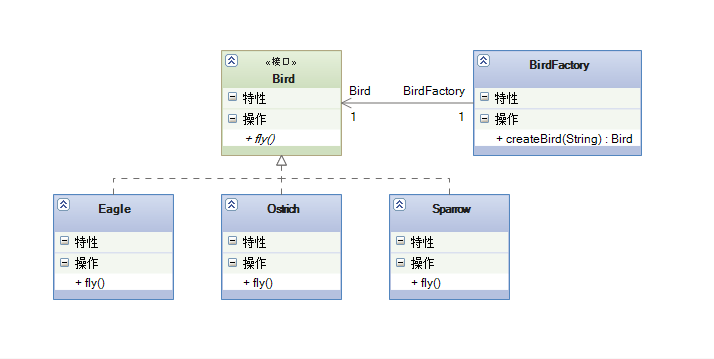 «接口»
Bird
特性
操作
+ fly()
Bird
BirdFactory
1
1
BirdFactory
特性
操作
+ createBird(String) : Bird
Eagle
特性
操作
+ fly()
Ostrich
特性
操作
+ fly()
Sparrow
特性
操作
+ fly()